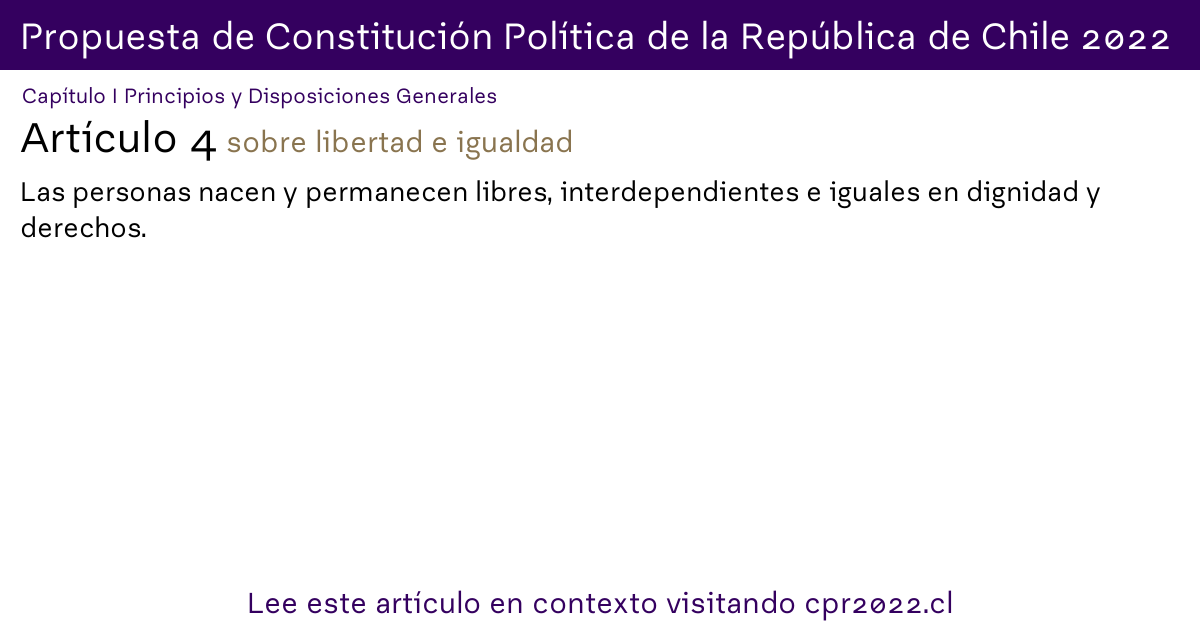 Propuesta de Constitución Política de la República de Chile 2022
Capítulo I Principios y Disposiciones Generales
Artículo 4 sobre libertad e igualdad
Las personas nacen y permanecen libres, interdependientes e iguales en dignidad y
derechos.
Lee este artículo en contexto visitando cpr2022.cl